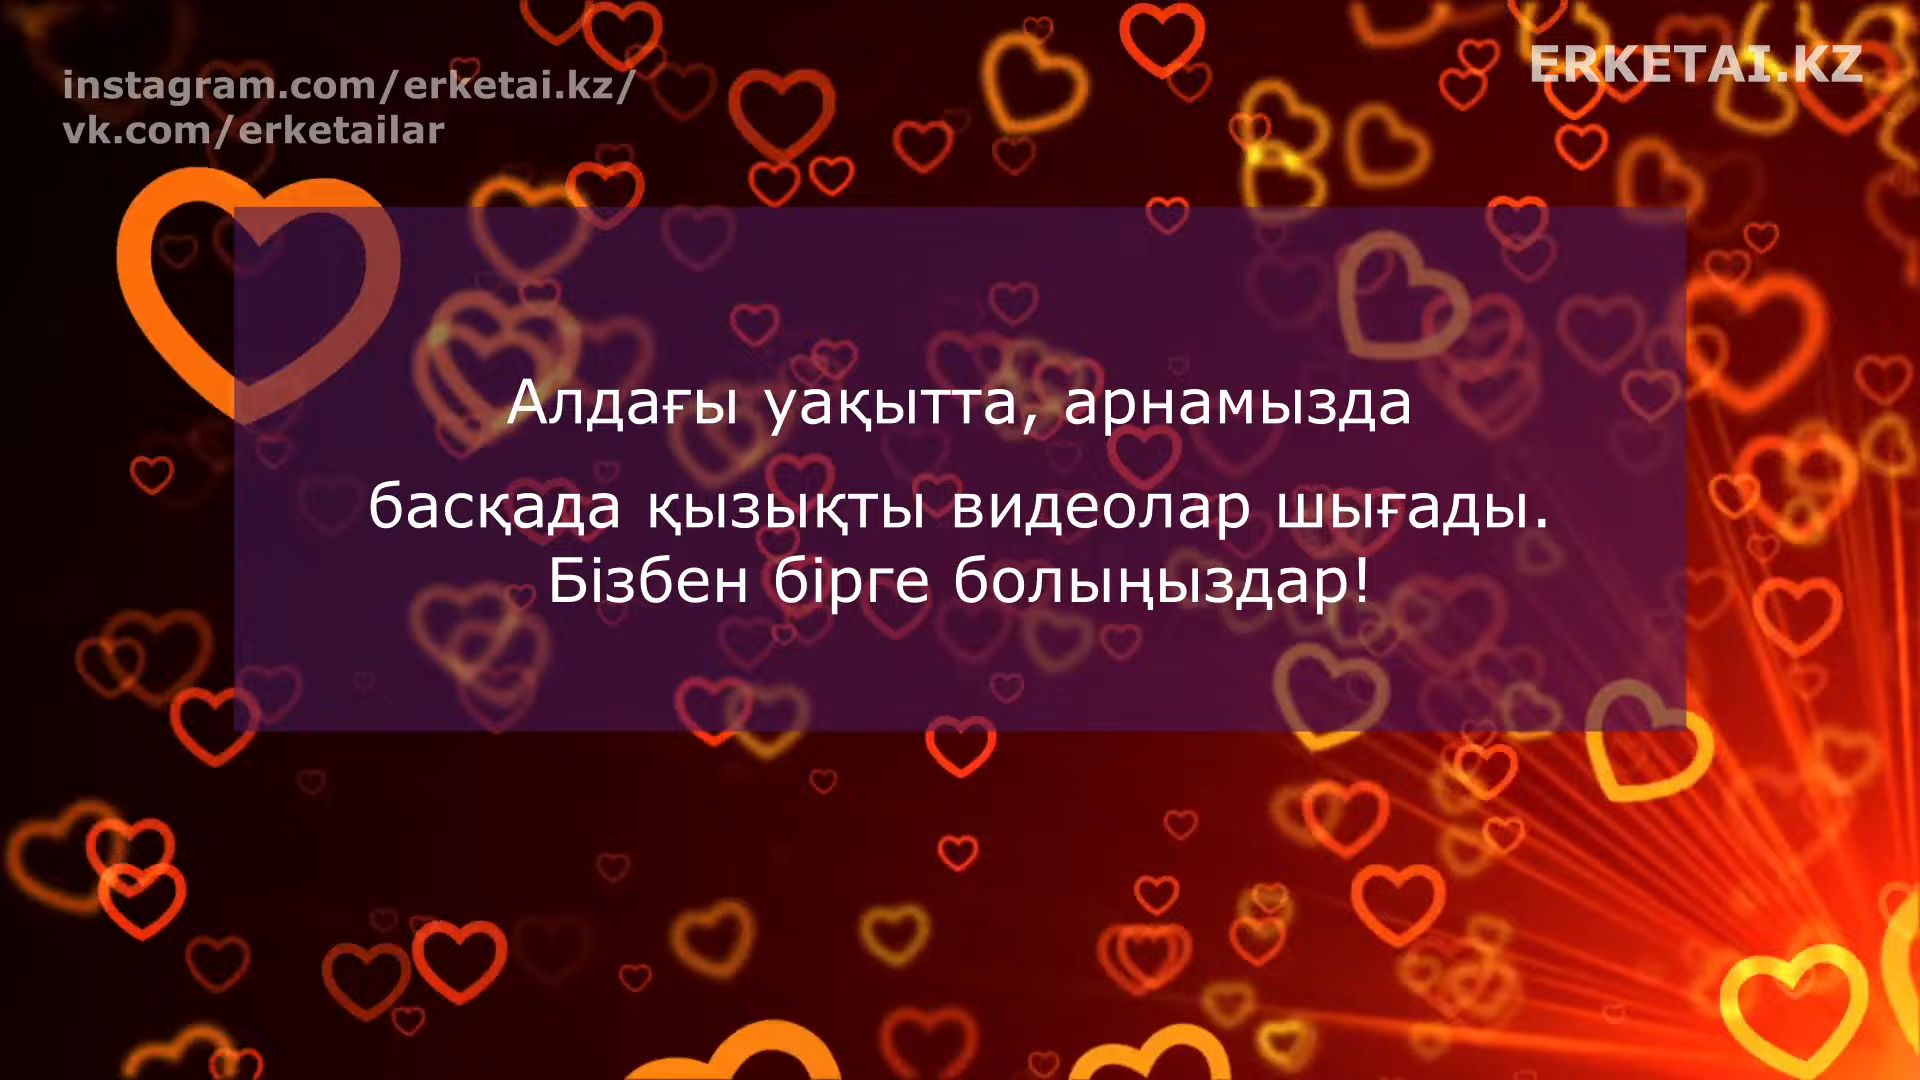 instagram.com/erketai.kz/
vk.com/erketailar
ERKETAI.KZ
Алдағы уақытта, арнамызда
басқада қызықты видеолар шығады.
Бізбен бірге болыңыздар!